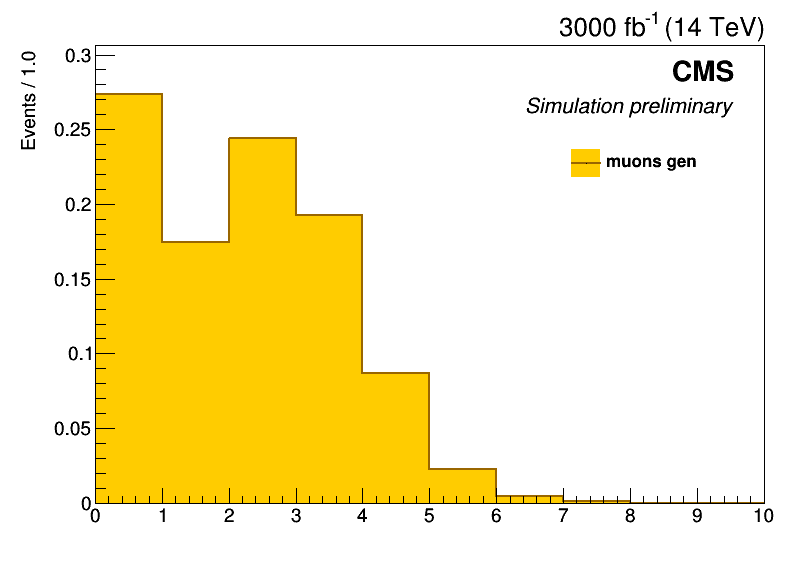 3000 fb-1 (14 TeV)
CMS
Simulation preliminary
muons gen
Events / 1.0
0.3
0.25
0.2
0.15
0.1
0.05
0
0 1 2 3 4 5 6 7 8 9 10